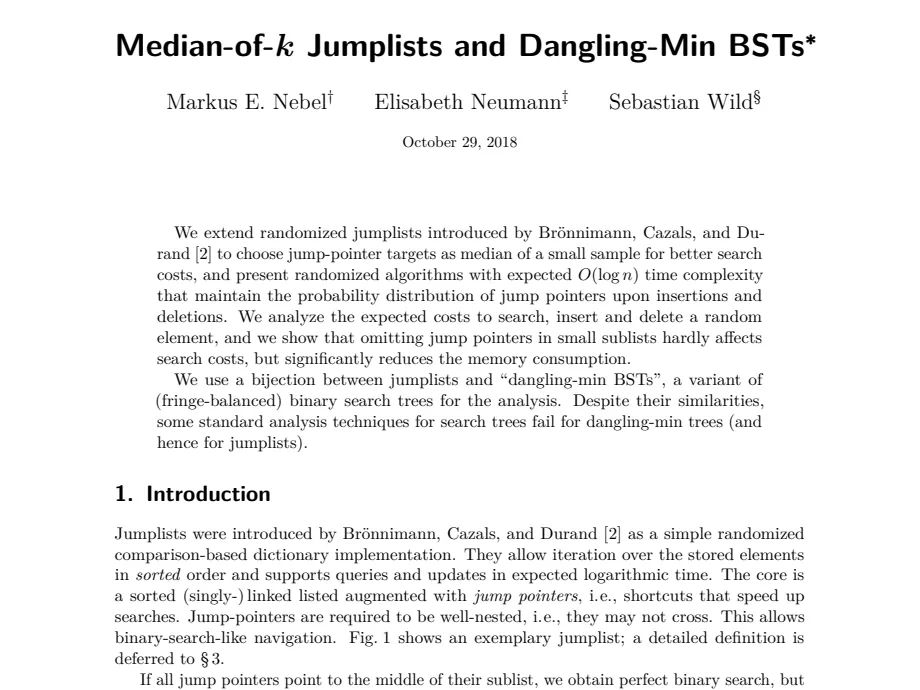 Median-of-k Jumplists and Dangling-Min BSTs*
Markus E. Nebel† Elisabeth Neumann‡ Sebastian Wild§
October 29, 2018
We extend randomized jumplists introduced by Brönnimann, Cazals, and Du-
rand [2] to choose jump-pointer targets as median of a small sample for better search
costs, and present randomized algorithms with expected O(log n) time complexity
that maintain the probability distribution of jump pointers upon insertions and
deletions. We analyze the expected costs to search, insert and delete a random
element, and we show that omitting jump pointers in small sublists hardly affects
search costs, but significantly reduces the memory consumption.
We use a bijection between jumplists and “dangling-min BSTs”, a variant of
(fringe-balanced) binary search trees for the analysis. Despite their similarities,
some standard analysis techniques for search trees fail for dangling-min trees (and
hence for jumplists).
1. Introduction
Jumplists were introduced by Brönnimann, Cazals, and Durand [2] as a simple randomized
comparison-based dictionary implementation. They allow iteration over the stored elements
in sorted order and supports queries and updates in expected logarithmic time. The core is
a sorted (singly-) linked listed augmented with jump pointers, i.e., shortcuts that speed up
searches. Jump-pointers are required to be well-nested, i.e., they may not cross. This allows
binary-search-like navigation. Fig. 1 shows an exemplary jumplist; a detailed definition is
deferred to § 3.
If all jump pointers point to the middle of their sublist, we obtain perfect binary search, but